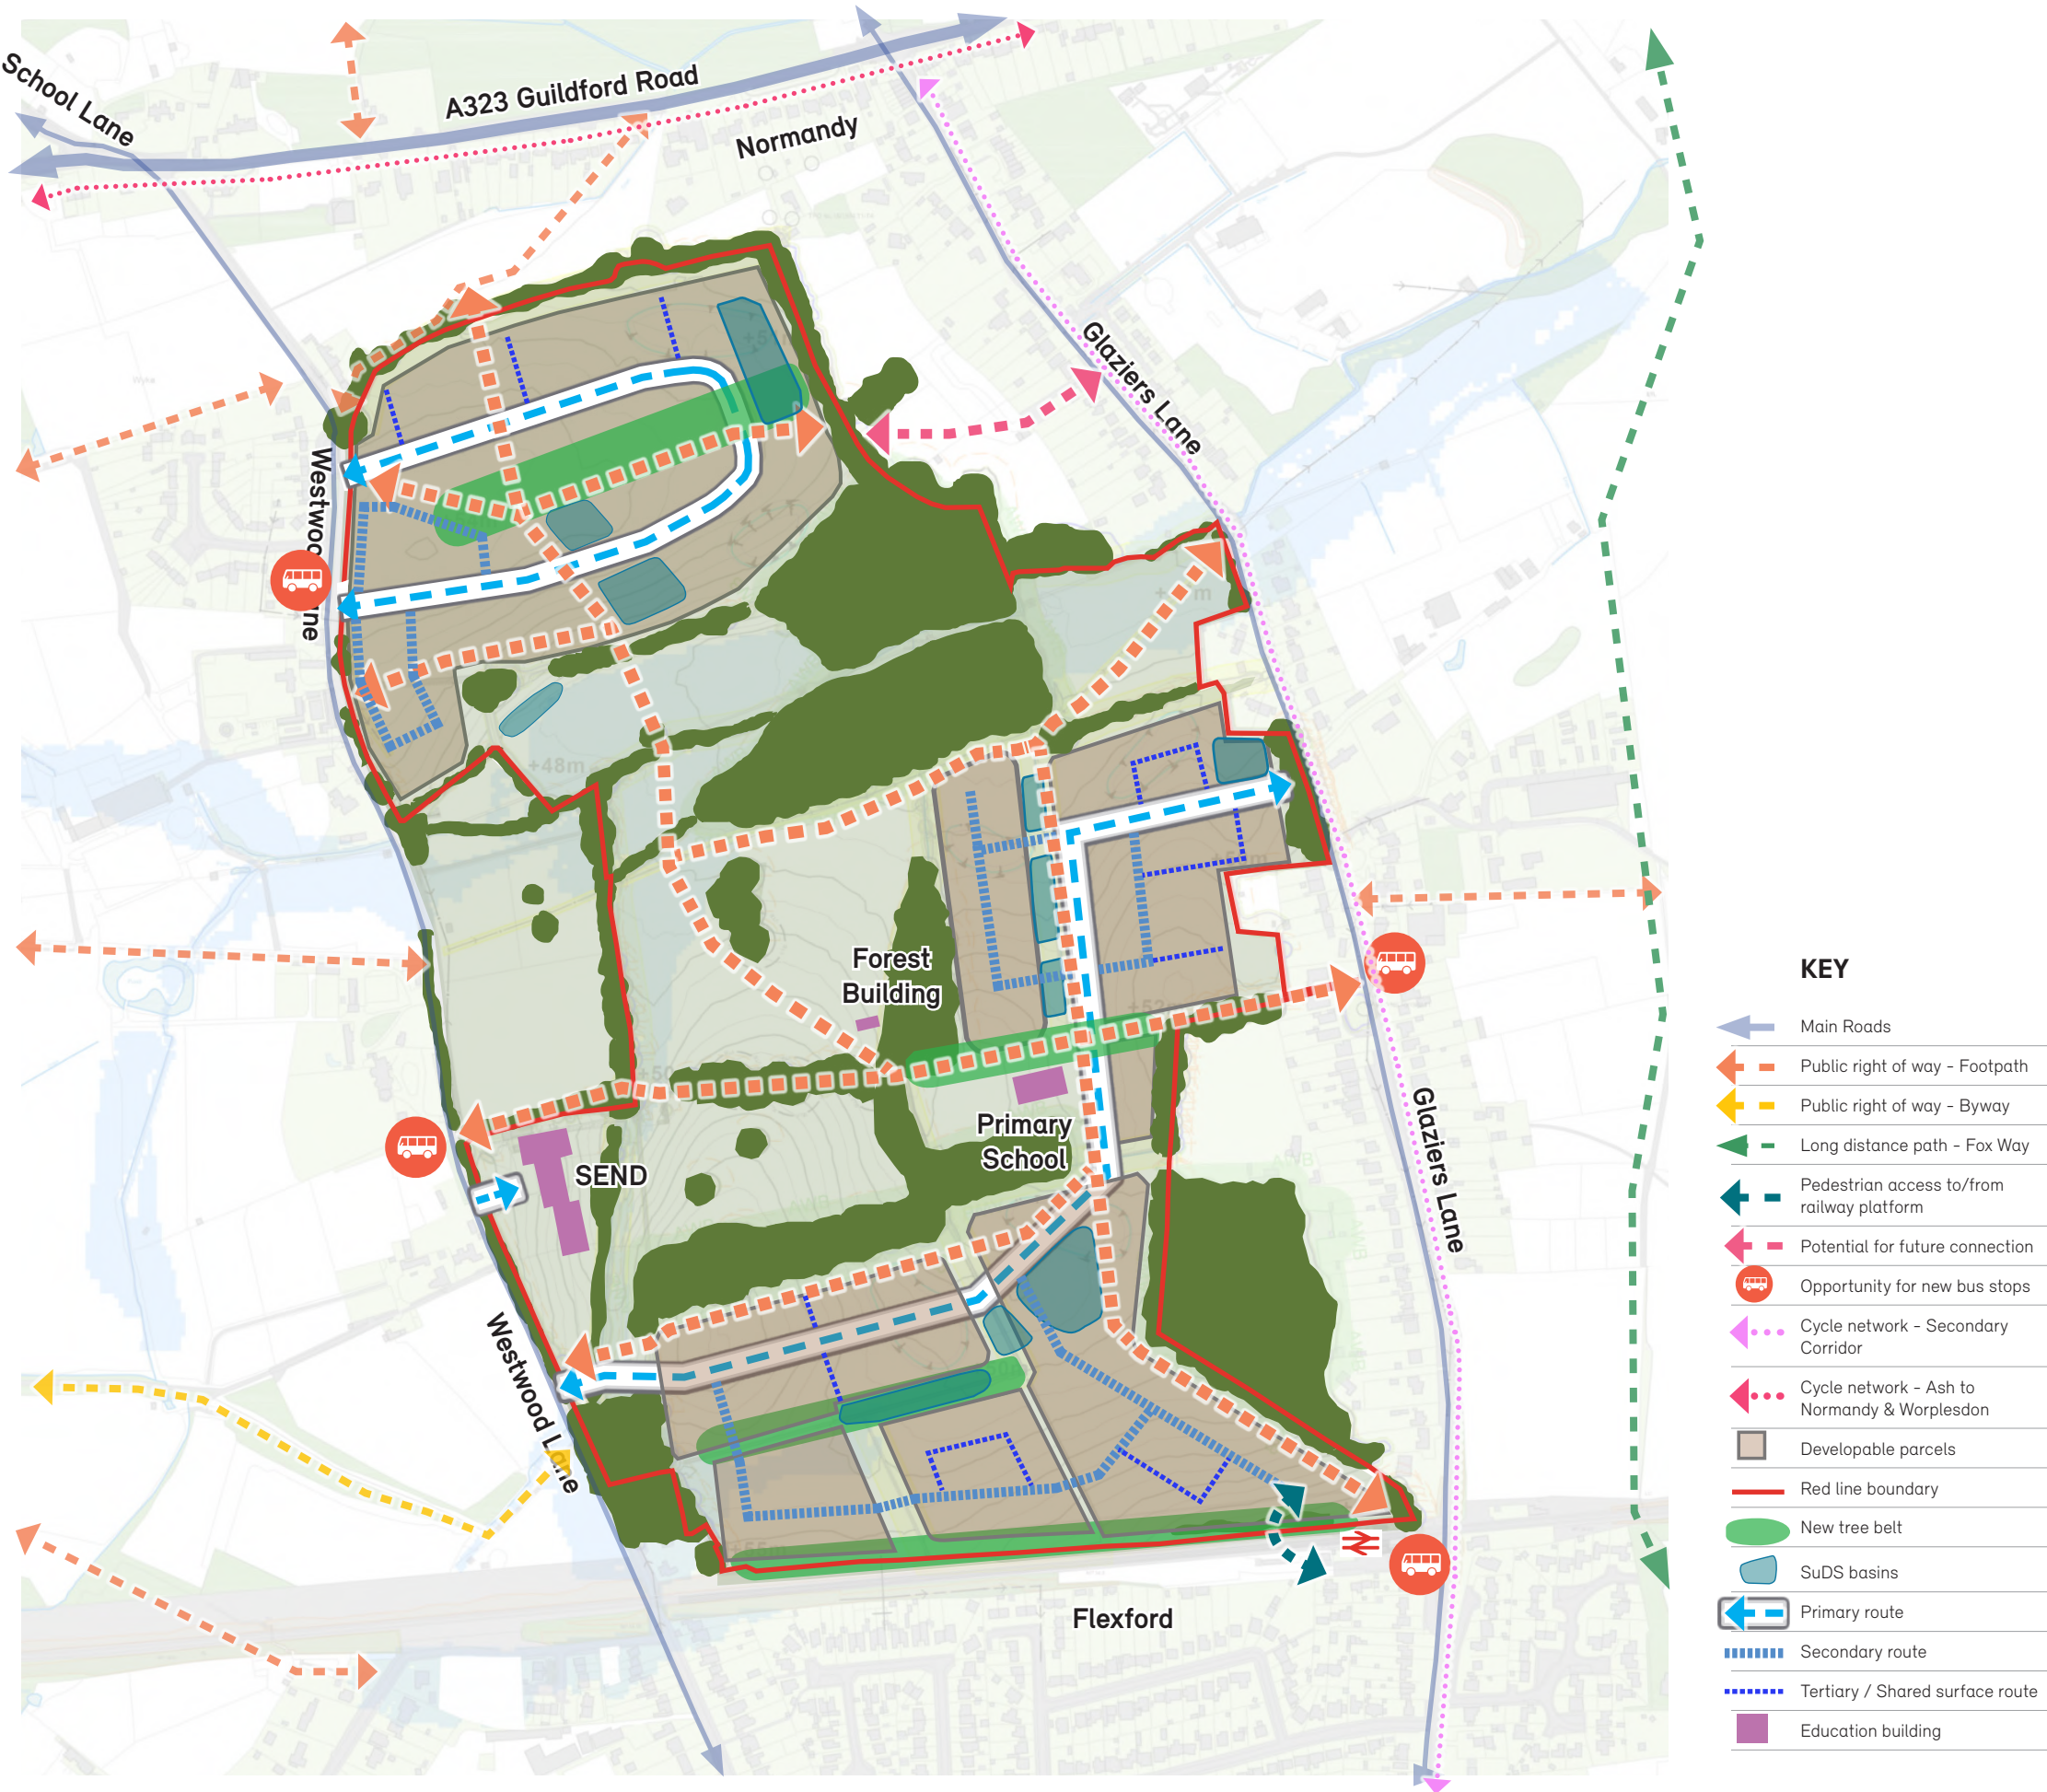 School Lane
A323 Guildford Road
Normandy
Glaziers Lane
+48m
Forest
Building
Primary
School
SEND
Glaziers Lane
Westwood Lane
Flexford
KEY
Main Roads
Public right of way - Footpath
Public right of way - Byway
Long distance path - Fox Way
Pedestrian access to/from
railway platform
Potential for future connection
Opportunity for new bus stops
Cycle network - Secondary
Corridor
Cycle network - Ash to
Normandy & Worplesdon
Developable parcels
Red line boundary
New tree belt
SuDS basins
Primary route
Secondary route
Tertiary / Shared surface route
Education building